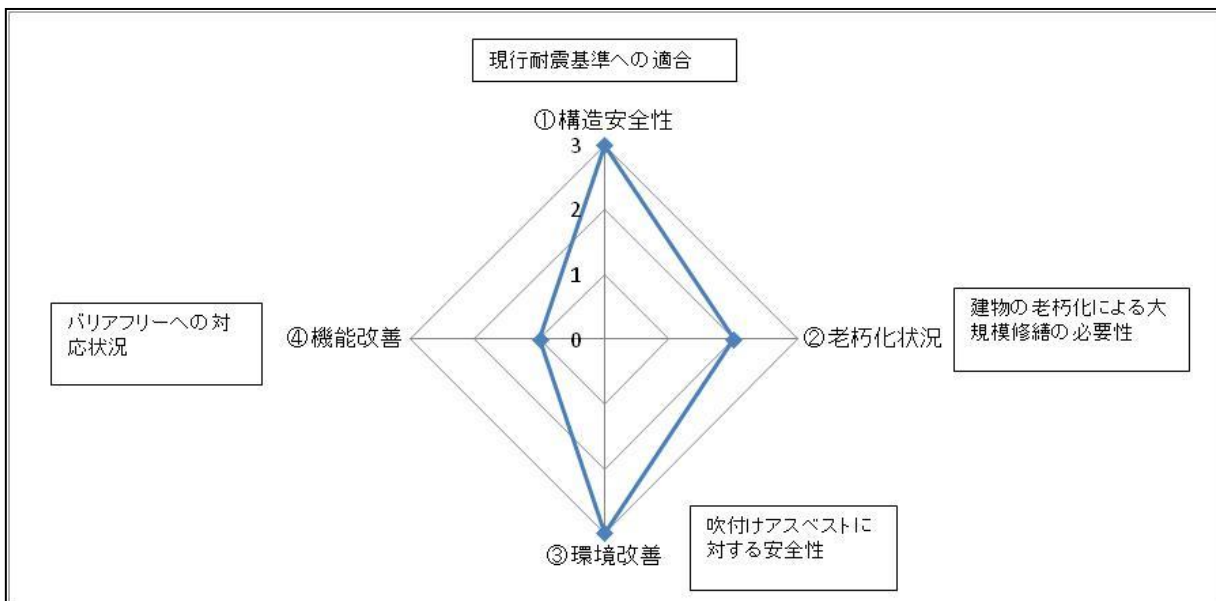 現行耐震基準への適合
①構造安全性
3
2
1
0
バリアフリーへの対
応状況
④機能改善
②老朽化状況
建物の老朽化による大
規模修繕の必要性
③環境改善
吹付けアスベストに
対する安全性